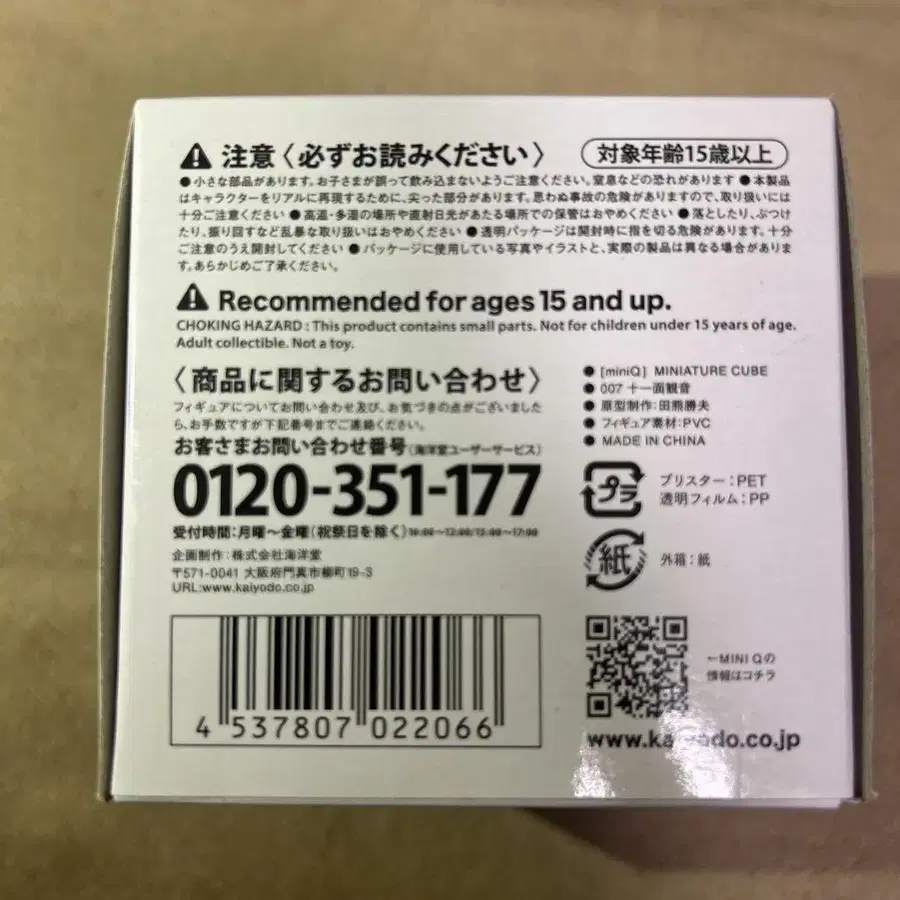 注意〈必ずお読みください〉 対象年齢15歳以上
●小さな部品があります。お子さまが誤って飲み込まないようご注意ください。窒息などの恐れがあります ●本製品
はキャラクターをリアルに再現するために、尖った部分があります。思わぬ事故の危険がありますので、取り扱いには
十分ご注意ください ●高温・多湿の場所や直射日光があたる場所での保管はおやめください ●落としたり、ぶつけ
たり、振り回すなど乱暴な取り扱いはおやめください ●透明パッケージは開封時に指を切る危険があります。十分
ご注意のうえ開封してください ●パッケージに使用している写真やイラストと、実際の製品は異なる場合がありま
す。あらかじめご了承ください。
Recommended for ages 15 and up.
CHOKING HAZARD : This product contains small parts. Not for children under 15 years of age.
Adult collectible. Not a toy.
〈商品に関するお問い合わせ〉
フィギュアについてお問い合わせ及び、お気づきの点がございました
ら、お手数ですが下記番号までご連絡ください。
お客さまお問い合わせ番号(海洋堂ユーザーサービス)
0120-351-177
受付時間:月曜〜金曜(祝祭日を除く)10:00〜12:00/13:00〜17:00
企画制作:株式会社海洋堂
〒571-0041 大阪府門真市柳町19-3
URL:www.kaiyodo.co.jp
4 537807 022066
●[miniQ] MINIATURE CUBE
●007 十一面観音
●原型制作:田熊勝夫
●フィギュア素材:PVC
●MADE IN CHINA
プラ
ブリスター:PET
透明フィルム:PP
紙
外箱:紙
←MINI Qの
情報はコチラ
www.kaiyodo.co.jp